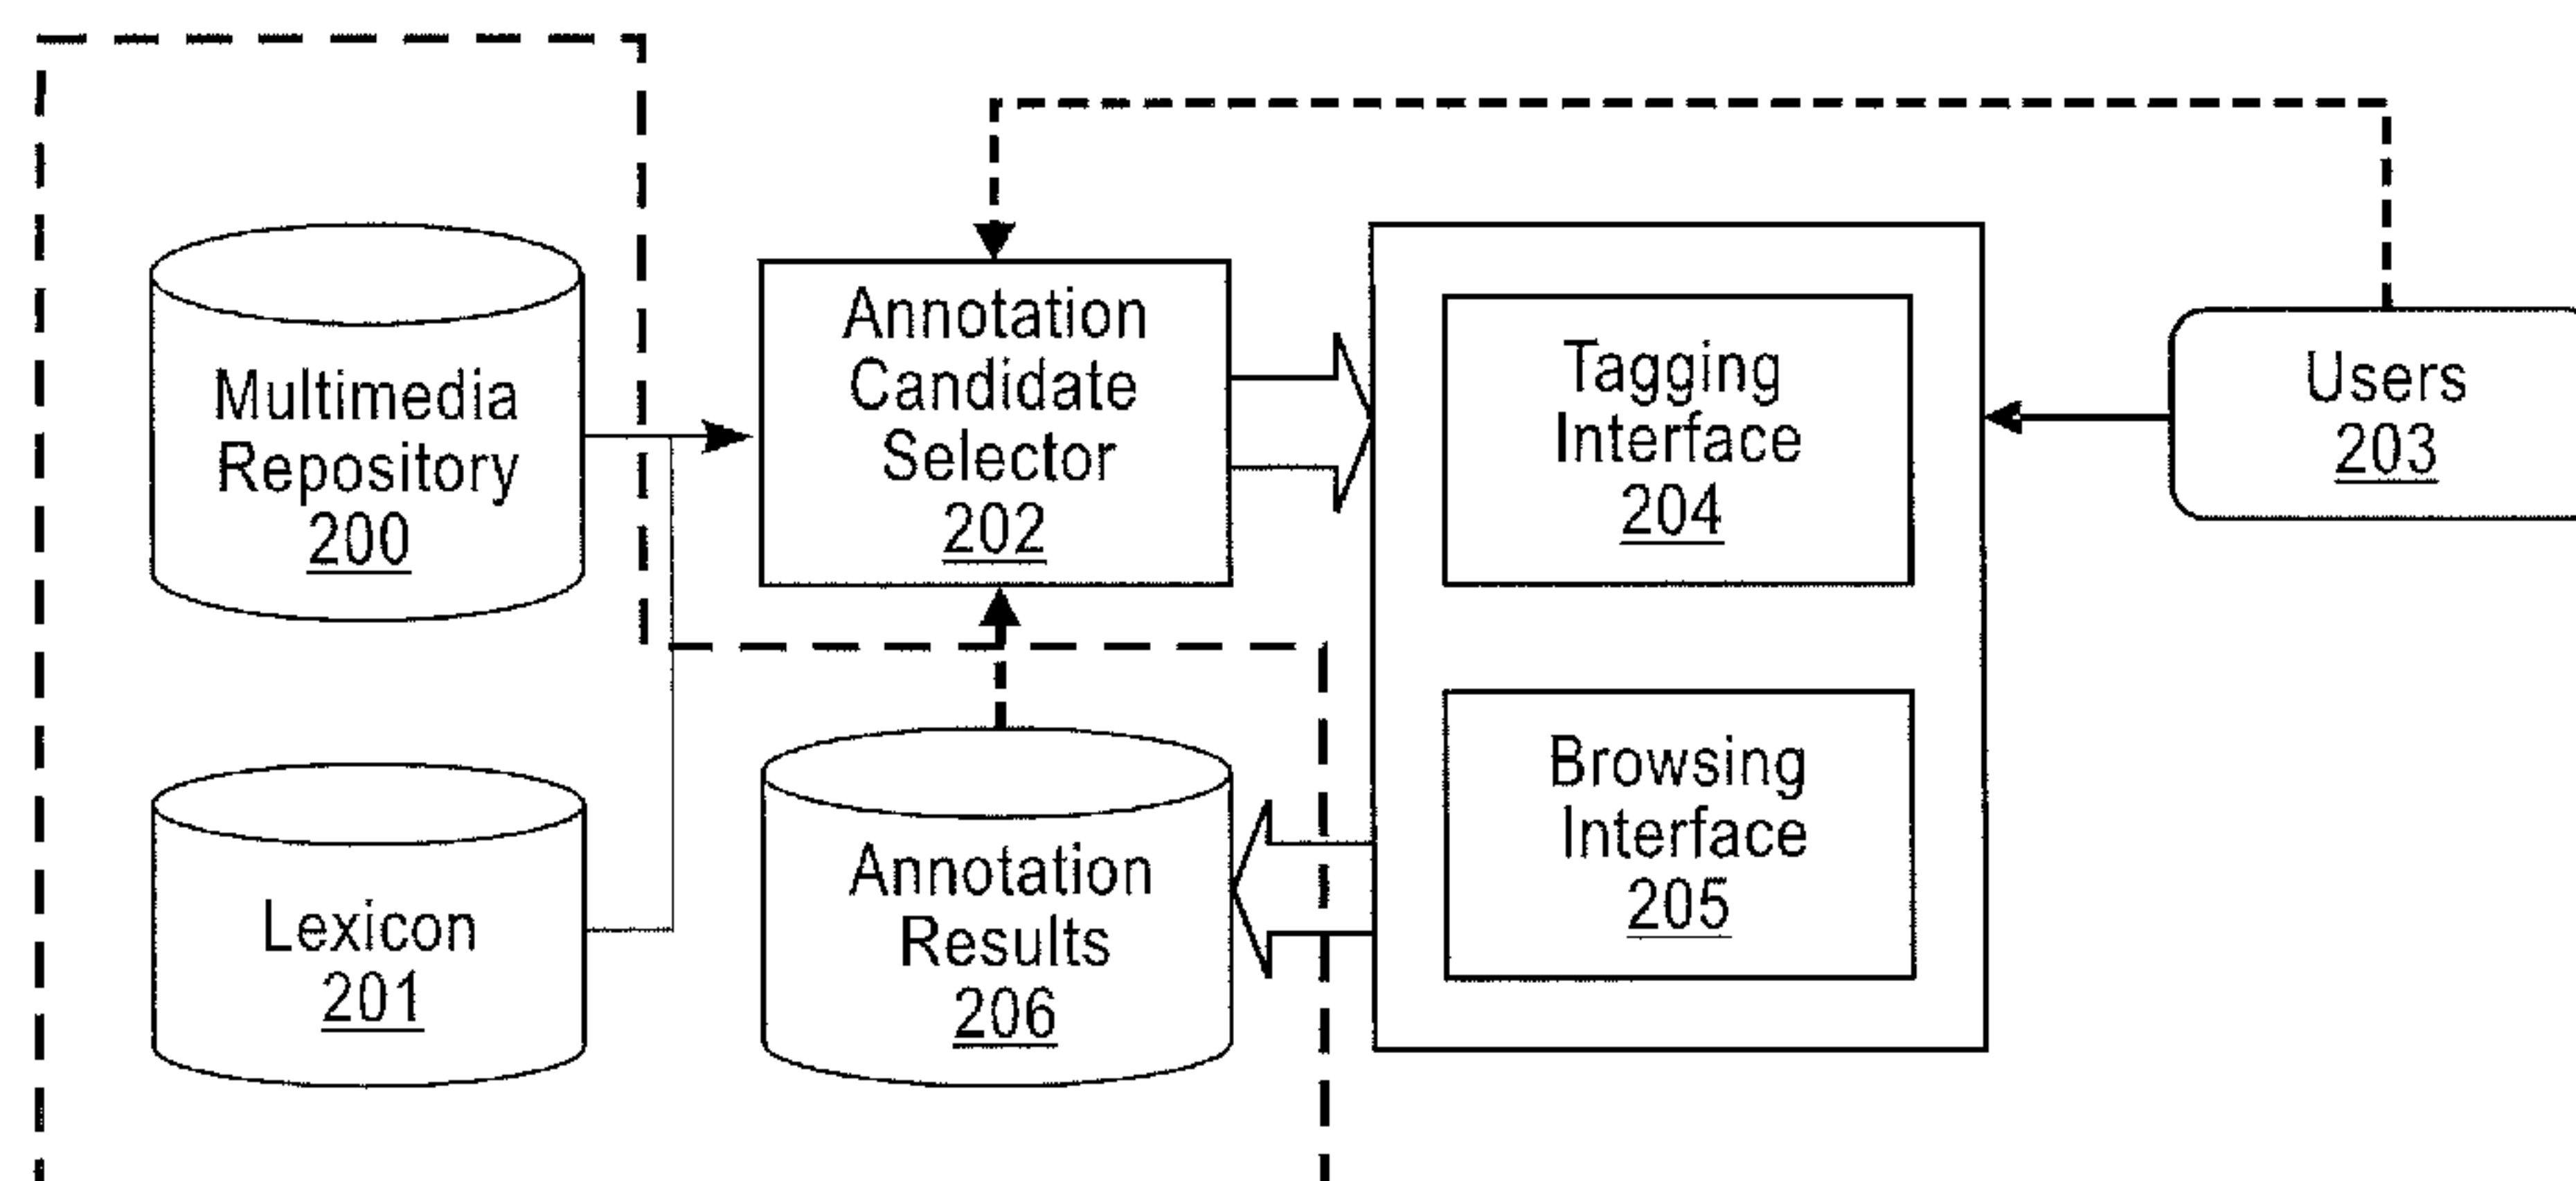 Multimedia
Repository
200
Annotation
Candidate
Selector
202
Tagging
Interface
204
Users
203
Lexicon
201
Annotation
Results
206
Browsing
Interface
205